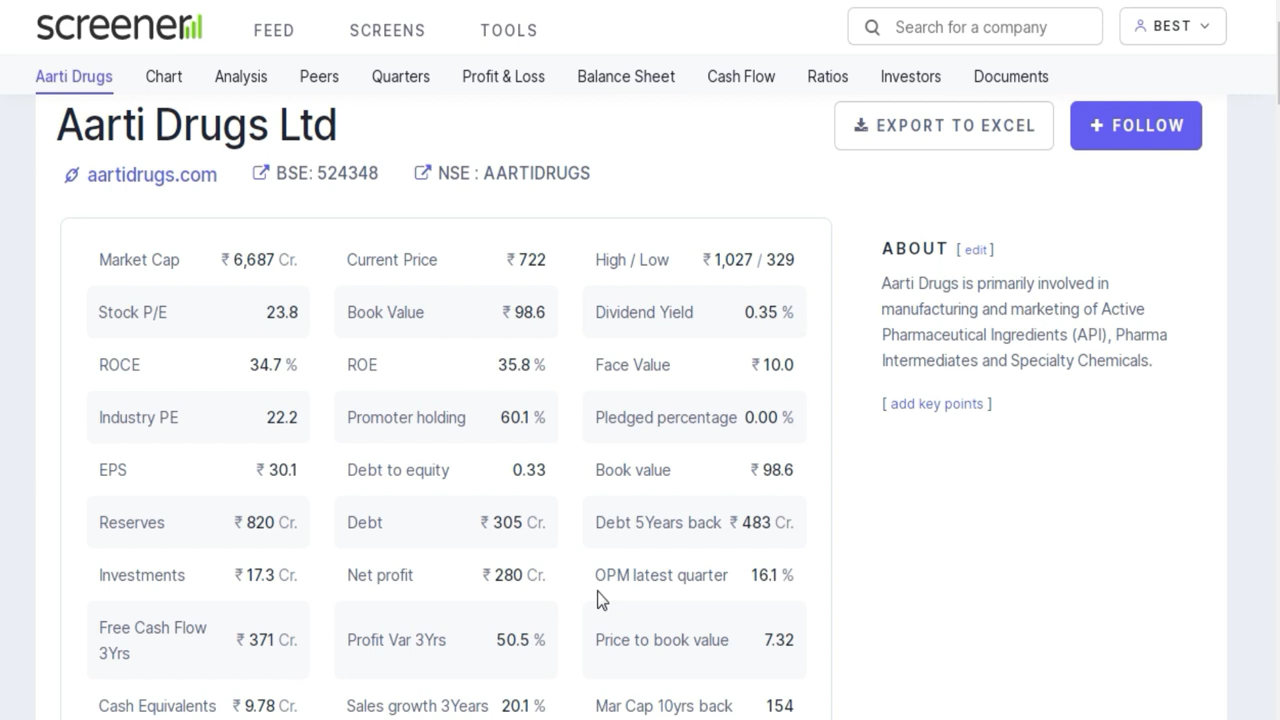 screener FEED SCREENS TOOLS Search for a company BEST
Aarti Drugs Chart Analysis Peers Quarters Profit & Loss Balance Sheet Cash Flow Ratios Investors Documents
Aarti Drugs Ltd EXPORT TO EXCEL + FOLLOW
aartidrugs.com BSE: 524348 NSE : AARTIDRUGS
Market Cap ₹ 6,687 Cr. Current Price ₹ 722 High / Low ₹ 1,027 / 329
Stock P/E 23.8 Book Value ₹ 98.6 Dividend Yield 0.35 %
ROCE 34.7 % ROE 35.8 % Face Value ₹ 10.0
Industry PE 22.2 Promoter holding 60.1 % Pledged percentage 0.00 %
EPS ₹ 30.1 Debt to equity 0.33 Book value ₹ 98.6
Reserves ₹ 820 Cr. Debt ₹ 305 Cr. Debt 5Years back ₹ 483 Cr.
Investments ₹ 17.3 Cr. Net profit ₹ 280 Cr. OPM latest quarter 16.1 %
Free Cash Flow
3Yrs ₹ 371 Cr. Profit Var 3Yrs 50.5 % Price to book value 7.32
Cash Equivalents ₹ 9.78 Cr. Sales growth 3Years 20.1 % Mar Cap 10yrs back 154
ABOUT [ edit ]
Aarti Drugs is primarily involved in
manufacturing and marketing of Active
Pharmaceutical Ingredients (API), Pharma
Intermediates and Specialty Chemicals.
[ add key points ]